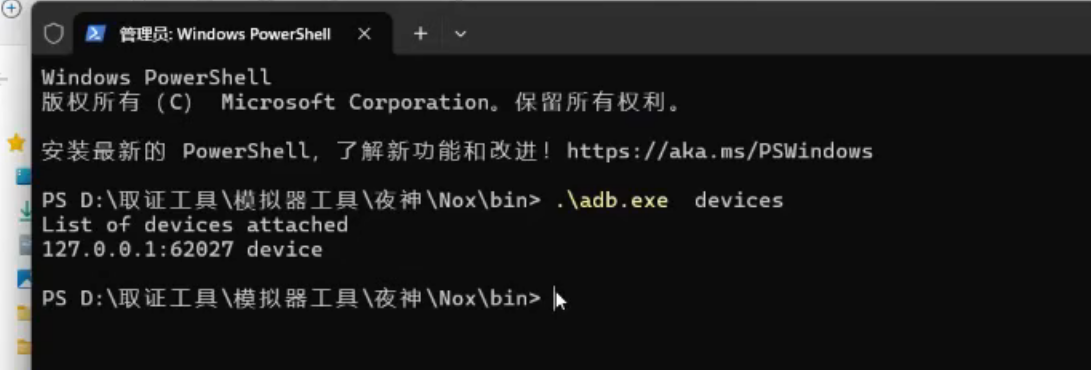 管理员: Windows PowerShell
Windows PowerShell
版权所有 (C) Microsoft Corporation。保留所有权利。
安装最新的 PowerShell，了解新功能和改进！https://aka.ms/PSWindows
PS D:\取证工具\模拟器工具\夜神\Nox\bin> .\adb.exe  devices
List of devices attached
127.0.0.1:62027 device
PS D:\取证工具\模拟器工具\夜神\Nox\bin>